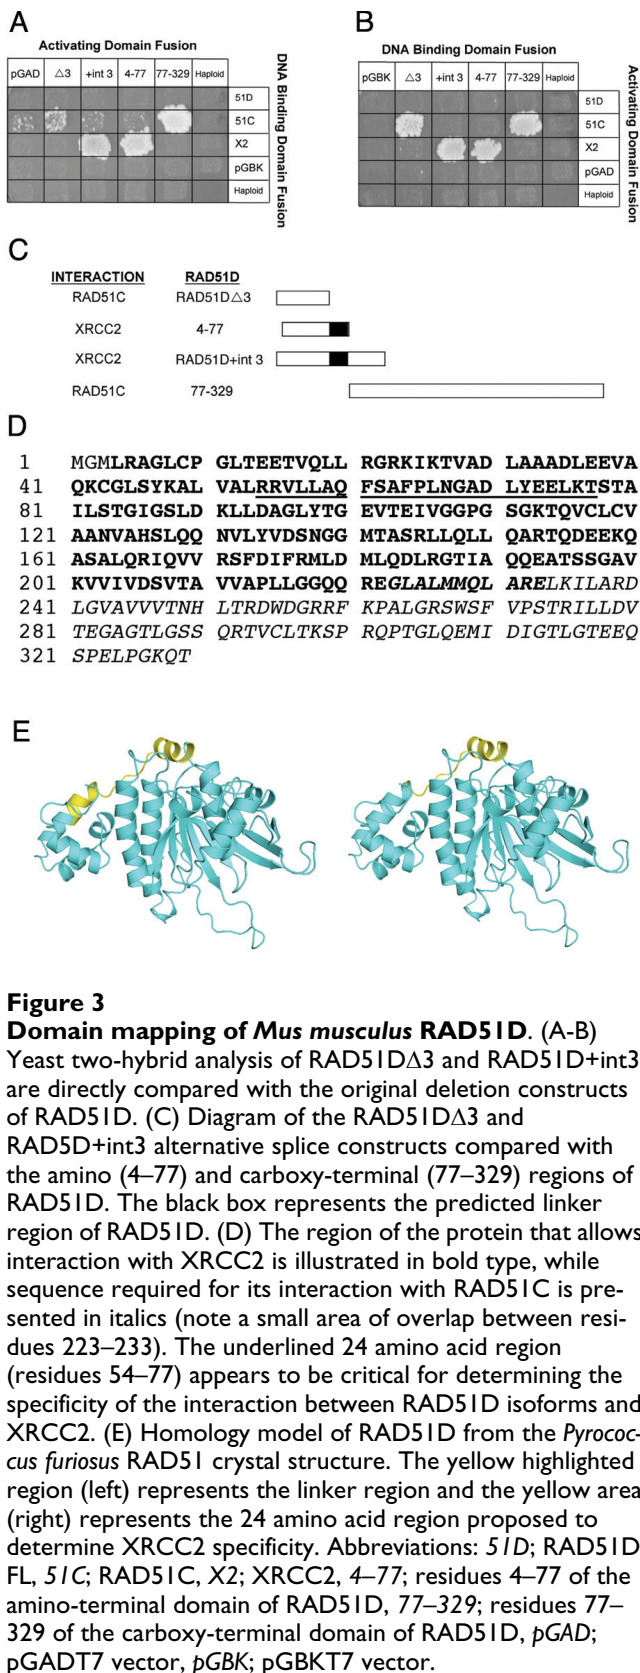 A
Activating Domain Fusion
pGAD △3 +int 3 4-77 77-329 Haploid
51D
51C
X2
pGBK
Haploid
DNA Binding Domain Fusion
B
DNA Binding Domain Fusion
pGBK △3 +int 3 4-77 77-329 Haploid
51D
51C
X2
pGAD
Haploid
Activating Domain Fusion
C
INTERACTION RAD51D
RAD51C RAD51D△3
XRCC2 4-77
XRCC2 RAD51D+int 3
RAD51C 77-329
D
1 MGMLRAGLCP GLTEETVQLL RGRKIKTVAD LAAADLEEVA
41 QKCGLSYKAL VALRRVLLAQ FSAFPLNGAD LYEELKTSTA
81 ILSTGIGSLD KLLDAGLYTG EVTEIVGGPG SGKTQVCLCV
121 AANVAHSLQQ NVLYVDSNGG MTASRLLQLL QARTQDEEKQ
161 ASALQRIQVV RSFDIFRMLD MLQDLRGTIA QQEATSSGAV
201 KVVIVDSVTA VVAPLLGGQQ REGLALMMQL ARELKILARD
241 LGVAVVVTNH LTRDWDGRRF KPALGRSWSF VPSTRILLDV
281 TEGAGTLGSS QRTVCLTKSP RQPTGLQEMI DIGTLGTEEQ
321 SPELPGKQT
E
Figure 3
Domain mapping of Mus musculus RAD51D. (A-B)
Yeast two-hybrid analysis of RAD51DΔ3 and RAD51D+int3
are directly compared with the original deletion constructs
of RAD51D. (C) Diagram of the RAD51DΔ3 and
RAD5D+int3 alternative splice constructs compared with
the amino (4–77) and carboxy-terminal (77–329) regions of
RAD51D. The black box represents the predicted linker
region of RAD51D. (D) The region of the protein that allows
interaction with XRCC2 is illustrated in bold type, while
sequence required for its interaction with RAD51C is pre-
sented in italics (note a small area of overlap between resi-
dues 223–233). The underlined 24 amino acid region
(residues 54–77) appears to be critical for determining the
specificity of the interaction between RAD51D isoforms and
XRCC2. (E) Homology model of RAD51D from the Pyrococ-
cus furiosus RAD51 crystal structure. The yellow highlighted
region (left) represents the linker region and the yellow area
(right) represents the 24 amino acid region proposed to
determine XRCC2 specificity. Abbreviations: 51D; RAD51D
FL, 51C; RAD51C, X2; XRCC2, 4–77; residues 4–77 of the
amino-terminal domain of RAD51D, 77–329; residues 77–
329 of the carboxy-terminal domain of RAD51D, pGAD;
pGADT7 vector, pGBK; pGBKT7 vector.